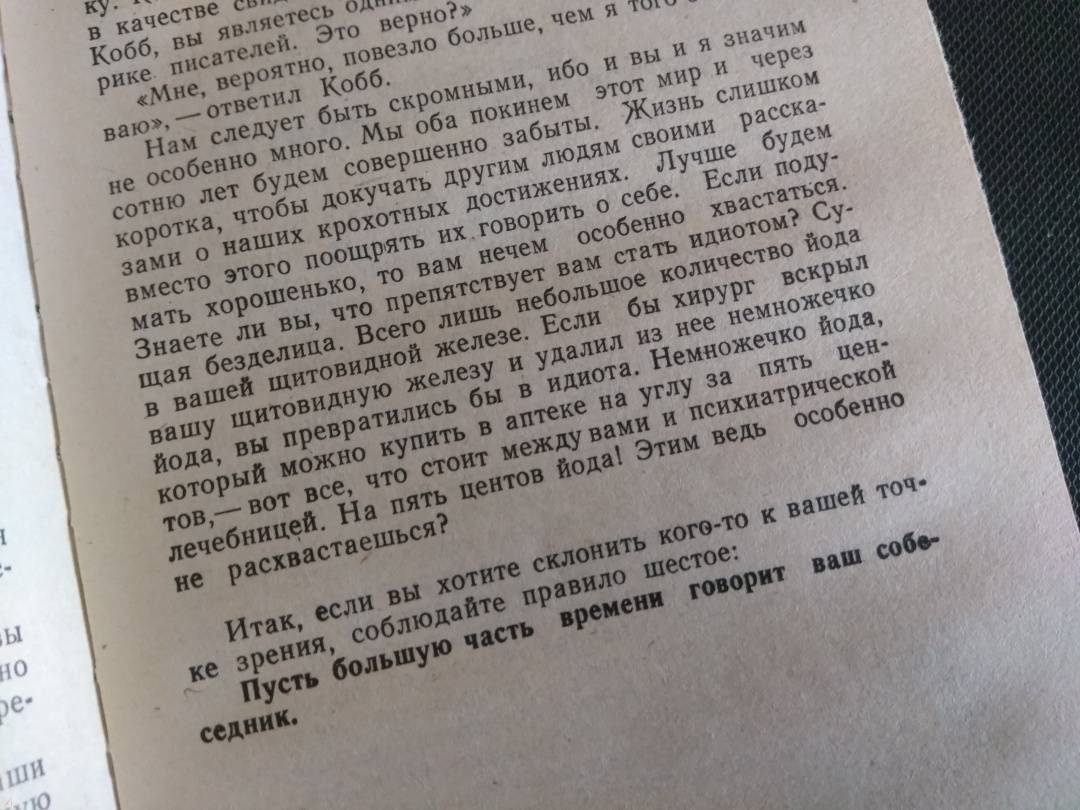 ку.
в качестве
Кобб, вы являетесь
рике писателей. Это верно?»
«Мне, вероятно, повезло больше, чем я того
ваю»,— ответил Кобб.
Нам следует быть скромными, ибо и вы и я значим
не особенно много. Мы оба покинем этот мир и через
сотню лет будем совершенно забыты. Жизнь слишком
коротка, чтобы докучать другим людям своими расска-
зами о наших крохотных достижениях. Лучше будем
вместо этого поощрять их говорить о себе. Если поду-
мать хорошенько, то вам нечем особенно хвастаться.
Знаете ли вы, что препятствует вам стать идиотом? Су-
щая безделица. Всего лишь небольшое количество йода
в вашей щитовидной железе. Если бы хирург вскрыл
вашу щитовидную железу и удалил из нее немножечко
йода, вы превратились бы в идиота. Немножечко йода,
который можно купить в аптеке на углу за пять цен-
тов,— вот все, что стоит между вами и психиатрической
лечебницей. На пять центов йода! Этим ведь особенно
не расхвастаешься?
Итак, если вы хотите склонить кого-то к вашей точ-
ке зрения, соблюдайте правило шестое:
Пусть большую часть времени говорит ваш собе-
седник.